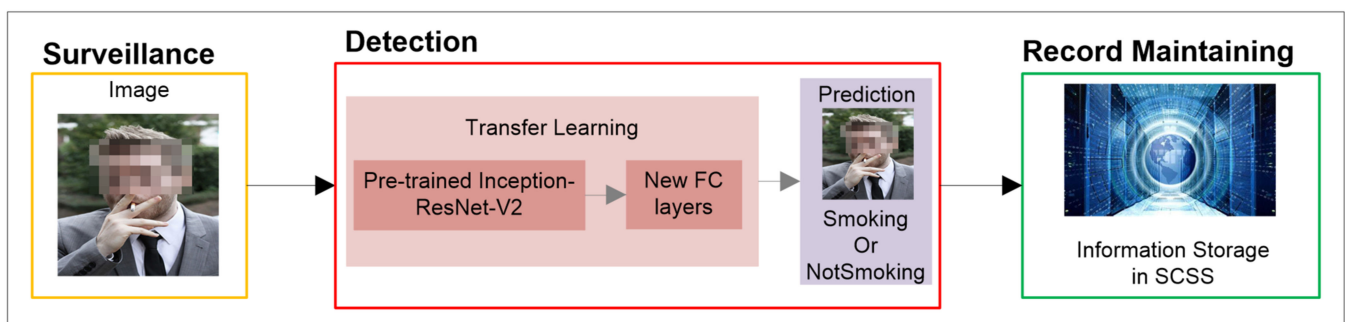 Surveillance
Image
Detection
Transfer Learning
Pre-trained Inception-
ResNet-V2
New FC
layers
Prediction
Smoking
Or
NotSmoking
Record Maintaining
Information Storage
in SCSS